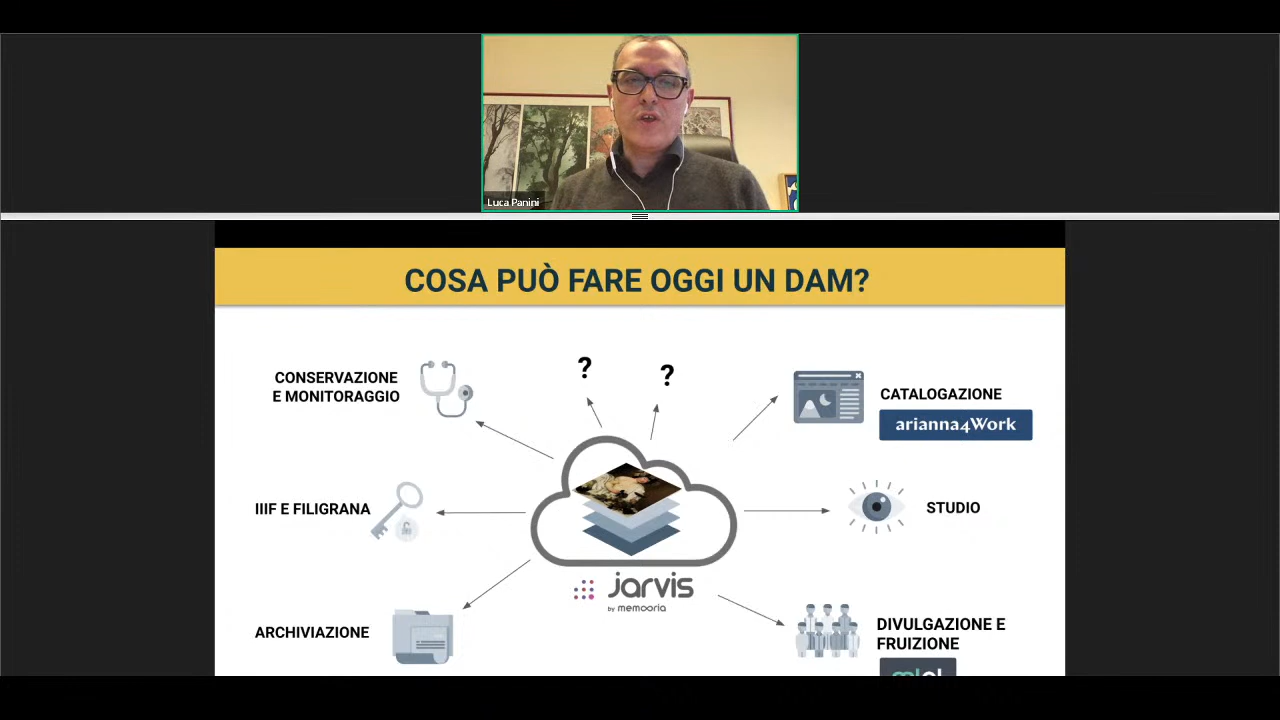 Luca Panini
COSA PUÒ FARE OGGI UN DAM?
CONSERVAZIONE
E MONITORAGGIO
?
?
CATALOGAZIONE
arianna4Work
IIIF E FILIGRANA
STUDIO
jarvis
by memooria
ARCHIVIAZIONE
DIVULGAZIONE E
FRUIZIONE